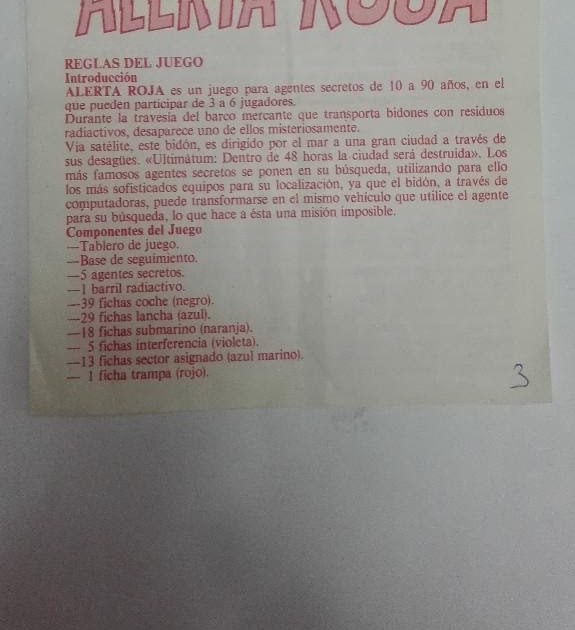 ALERTA ROJA
REGLAS DEL JUEGO
Introducción
ALERTA ROJA es un juego para agentes secretos de 10 a 90 años, en el
que pueden participar de 3 a 6 jugadores.
Durante la travesía del barco mercante que transporta bidones con residuos
radiactivos, desaparece uno de ellos misteriosamente.
Vía satélite, este bidón, es dirigido por el mar a una gran ciudad a través de
sus desagües. «Ultimátum: Dentro de 48 horas la ciudad será destruida». Los
más famosos agentes secretos se ponen en su búsqueda, utilizando para ello
los más sofisticados equipos para su localización, ya que el bidón, a través de
computadoras, puede transformarse en el mismo vehículo que utilice el agente
para su búsqueda, lo que hace a ésta una misión imposible.
Componentes del Juego
—Tablero de juego.
—Base de seguimiento.
—5 agentes secretos.
—1 barril radiactivo.
—39 fichas coche (negro).
—29 fichas lancha (azul).
—18 fichas submarino (naranja).
— 5 fichas interferencia (violeta).
—13 fichas sector asignado (azul marino).
— 1 ficha trampa (rojo).
3